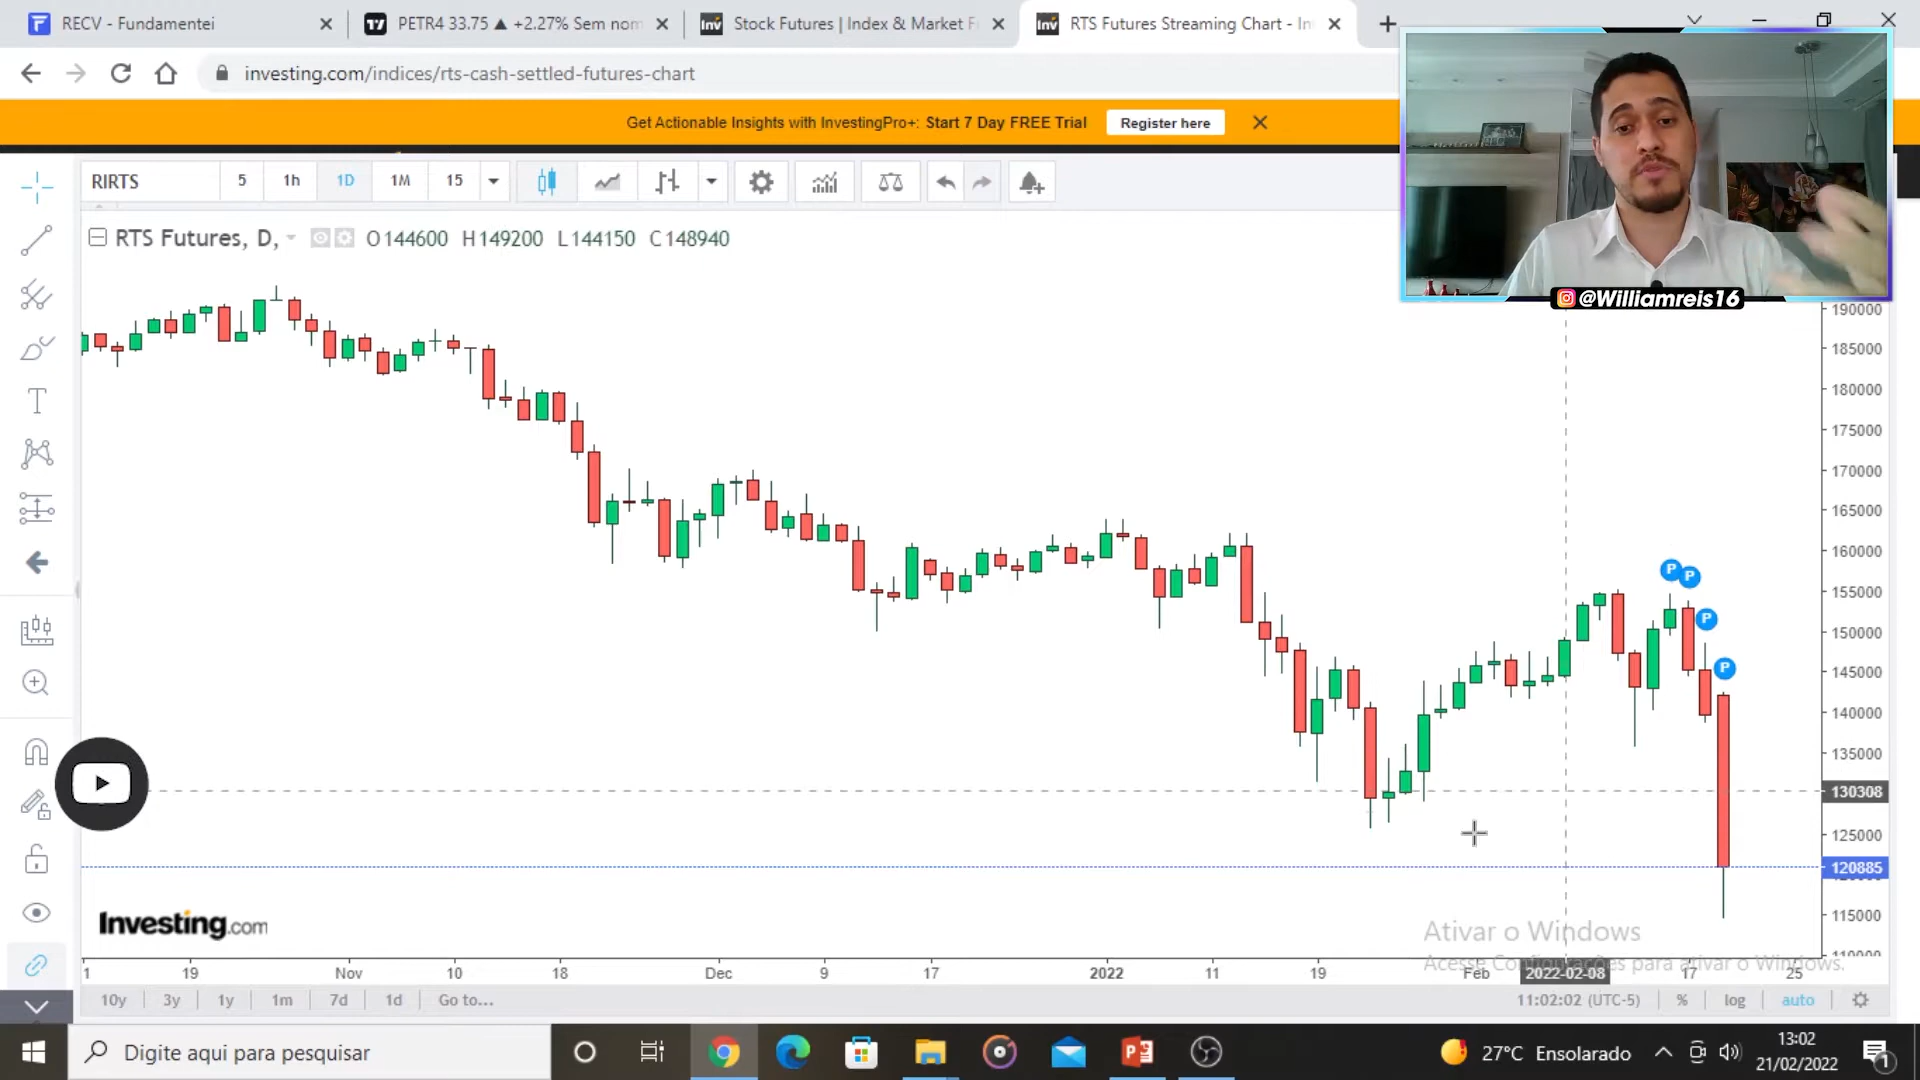 RECV - Fundamentei
PETR4 33.75 ▲ +2.27% Sem nom
Stock Futures | Index & Market F
RTS Futures Streaming Chart - In
investing.com/indices/rts-cash-settled-futures-chart
Get Actionable Insights with InvestingPro+: Start 7 Day FREE Trial
Register here
RIRTS
5
1h
1D
1M
15
RTS Futures, D, O144600 H149200 L144150 C148940
@Williamreis16
190000
185000
180000
175000
170000
165000
160000
155000
150000
145000
140000
135000
130308
125000
120885
115000
P
P
P
P
Investing.com
Ativar o Windows
Acesse Configurações para ativar o Windows.
1
19
Nov
10
18
Dec
9
17
2022
11
19
Feb
2022-02-08
17
25
10y
3y
1y
1m
7d
1d
Go to...
11:02:02 (UTC-5)
%
log
auto
Digite aqui para pesquisar
27°C Ensolarado
13:02
21/02/2022
1